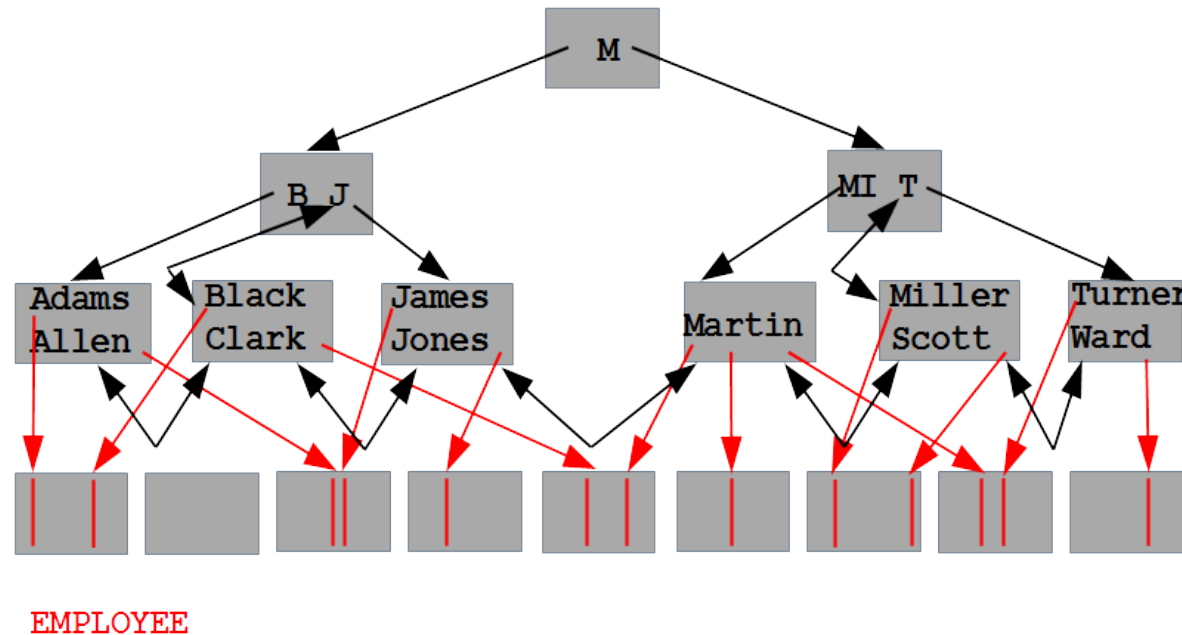 M
B J
MI T
Adams
Allen
Black
Clark
James
Jones
Martin
Miller
Scott
Turner
Ward
EMPLOYEE